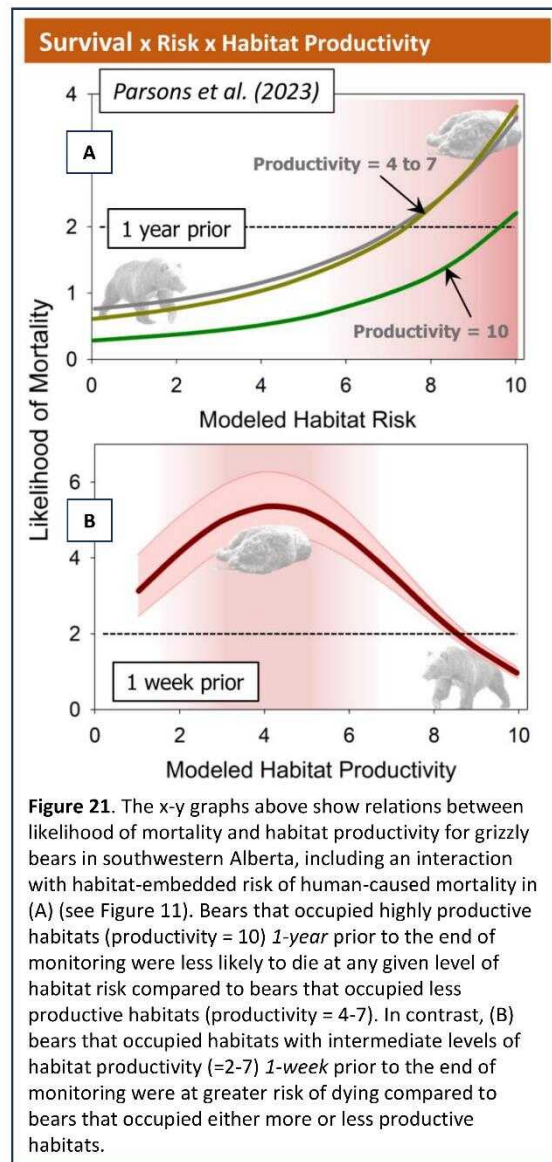 Survival x Risk x Habitat Productivity
Parsons et al. (2023)
A
Productivity = 4 to 7
1 year prior
Productivity = 10
4
2
1
0
0 2 4 6 8 10
Modeled Habitat Risk
Likelihood of Mortality
B
1 week prior
6
4
2
0
0 2 4 6 8 10
Modeled Habitat Productivity
Figure 21. The x-y graphs above show relations between
likelihood of mortality and habitat productivity for grizzly
bears in southwestern Alberta, including an interaction
with habitat-embedded risk of human-caused mortality in
(A) (see Figure 11). Bears that occupied highly productive
habitats (productivity = 10) 1-year prior to the end of
monitoring were less likely to die at any given level of
habitat risk compared to bears that occupied less
productive habitats (productivity = 4-7). In contrast, (B)
bears that occupied habitats with intermediate levels of
habitat productivity (=2-7) 1-week prior to the end of
monitoring were at greater risk of dying compared to
bears that occupied either more or less productive
habitats.